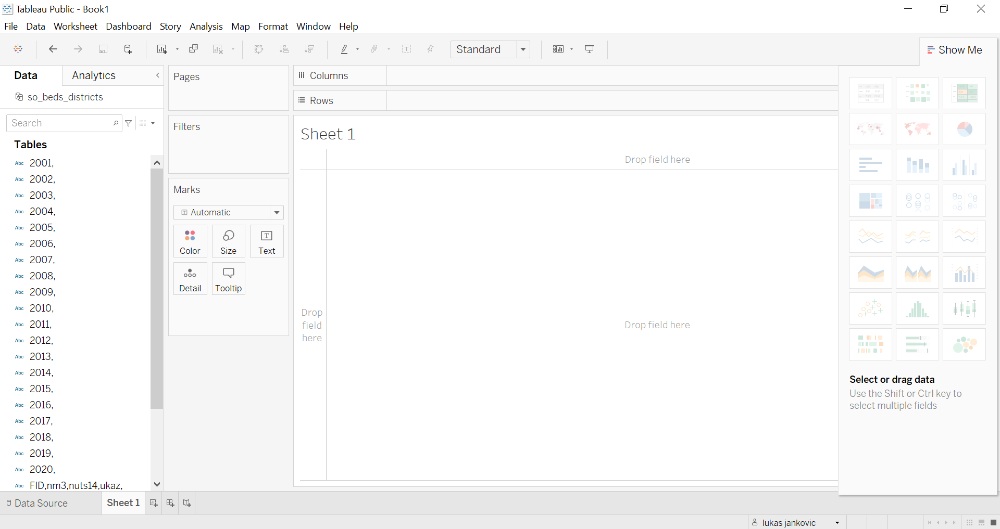 Tableau Public - Book1
File Data Worksheet Dashboard Story Analysis Map Format Window Help
Standard
Show Me
Data Analytics
so_beds_districts
Search
Tables
Abc 2001,
Abc 2002,
Abc 2003,
Abc 2004,
Abc 2005,
Abc 2006,
Abc 2007,
Abc 2008,
Abc 2009,
Abc 2010,
Abc 2011,
Abc 2012,
Abc 2013,
Abc 2014,
Abc 2015,
Abc 2016,
Abc 2017,
Abc 2018,
Abc 2019,
Abc 2020,
Abc FID,nm3,nuts14,ukaz,
Pages
Filters
Marks
Automatic
Color Size Text
Detail Tooltip
Columns
Rows
Sheet 1
Drop field here
Drop
field
here
Drop field here
Select or drag data
Use the Shift or Ctrl key to
select multiple fields
Data Source Sheet 1
lukas jankovic